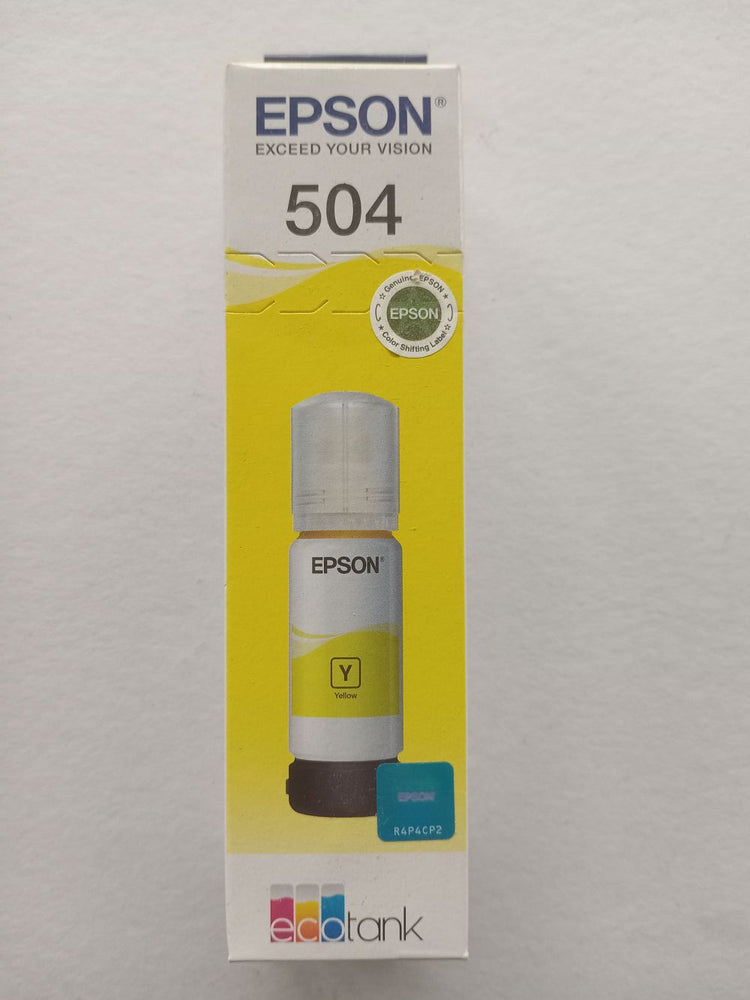 EPSON®
EXCEED YOUR VISION
504
☆ Genuine EPSON ★
EPSON
★ Color Shifting Label ☆
EPSON®
Y
Yellow
EPSON
R4P4CP2
ecotank